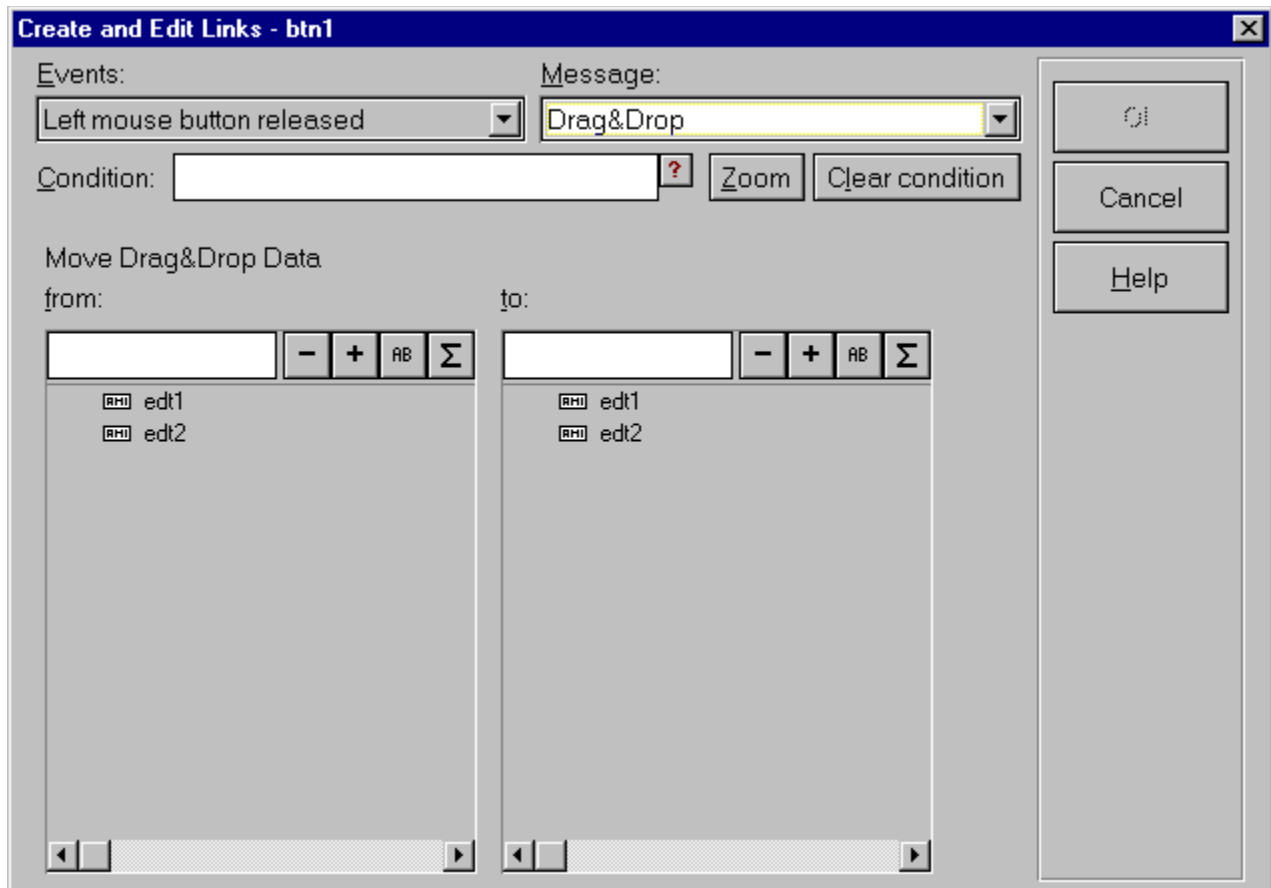 Create and Edit Links - btn1
Events:
Message:
Left mouse button released
Drag&Drop
Condition:
?
Zoom
Clear condition
Cancel
Help
Move Drag&Drop Data
from:
to:
- + AB Σ
- + AB Σ
edt1
edt2
edt1
edt2